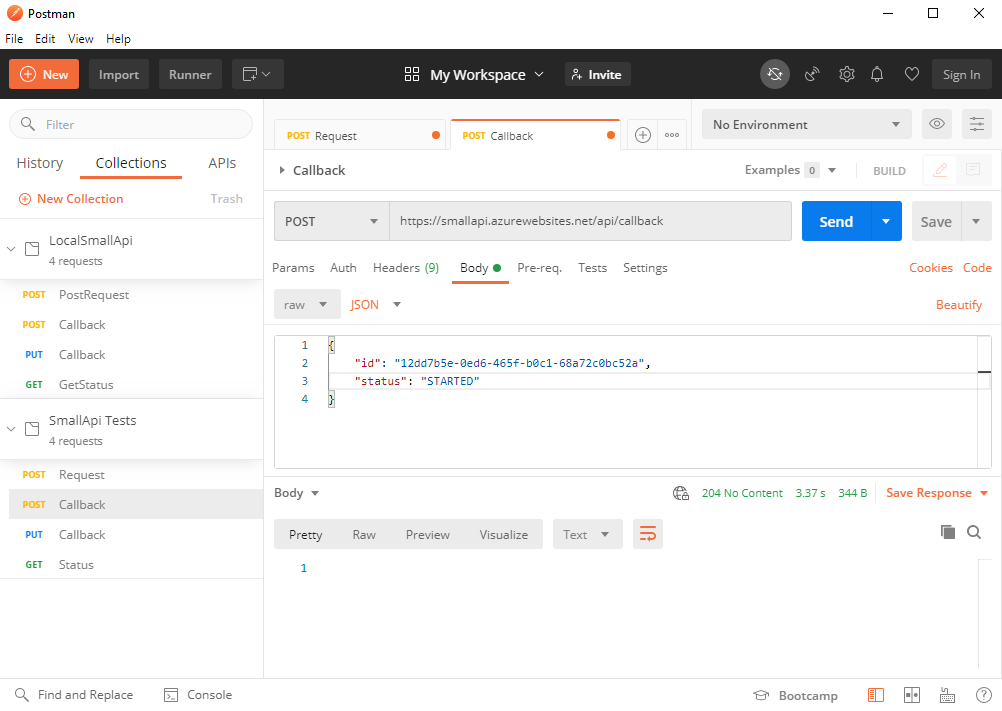 Postman
File Edit View Help
New Import Runner My Workspace Invite Sign In
Filter
History Collections APIs
New Collection Trash
LocalSmallApi
4 requests
POST PostRequest
POST Callback
PUT Callback
GET GetStatus
SmallApi Tests
4 requests
POST Request
POST Callback
PUT Callback
GET Status
POST Request POST Callback No Environment
Callback Examples 0 BUILD
POST https://smallapi.azurewebsites.net/api/callback Send Save
Params Auth Headers (9) Body Pre-req. Tests Settings Cookies Code
raw JSON Beautify
1 {
2 "id": "12dd7b5e-0ed6-465f-b0c1-68a72c0bc52a",
3 "status": "STARTED"
4 }
Body 204 No Content 3.37 s 344 B Save Response
Pretty Raw Preview Visualize Text
1
Find and Replace Console Bootcamp